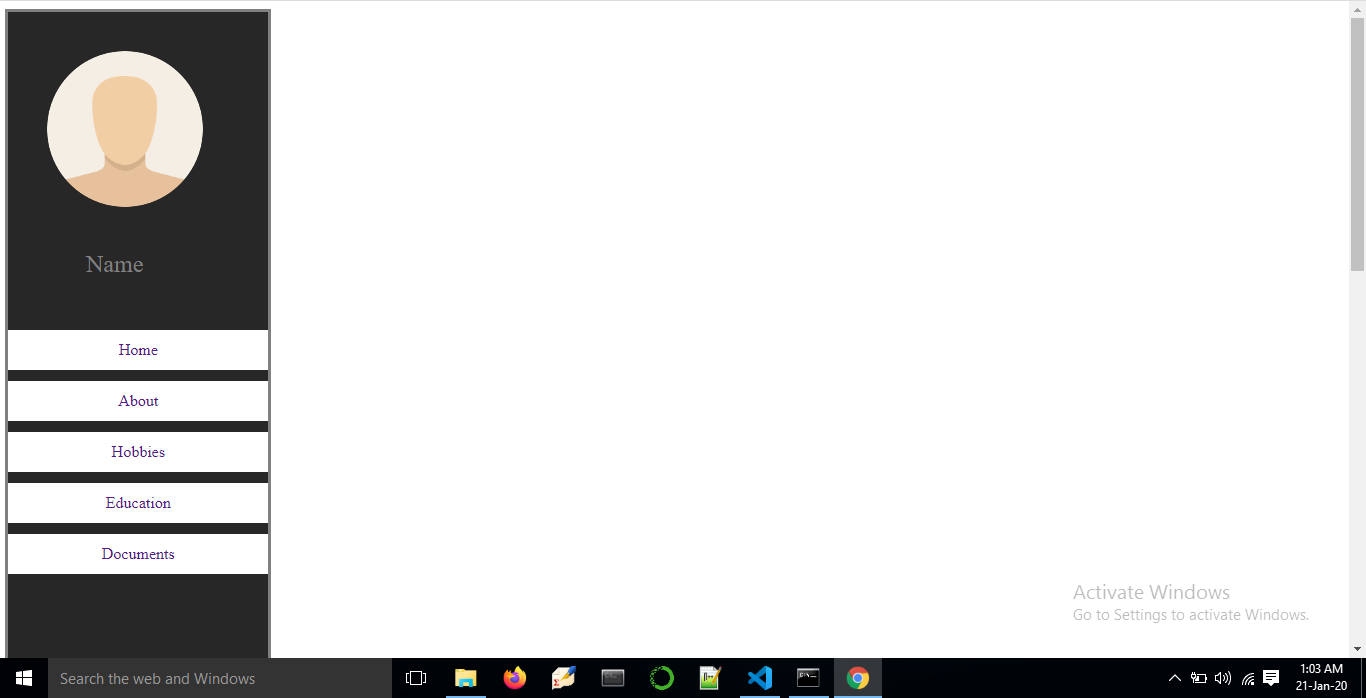 Name
Home
About
Hobbies
Education
Documents
Activate Windows
Go to Settings to activate Windows.
Search the web and Windows
1:03 AM
21-Jan-20